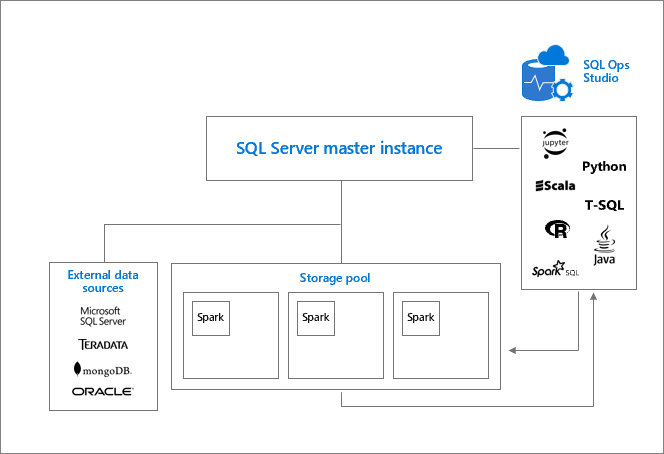 SQL Ops
Studio
SQL Server master instance
jupyter
Python
Scala
T-SQL
R
Java
Spark SQL
External data
sources
Microsoft
SQL Server
TERADATA
mongoDB.
ORACLE
Storage pool
Spark
Spark
Spark